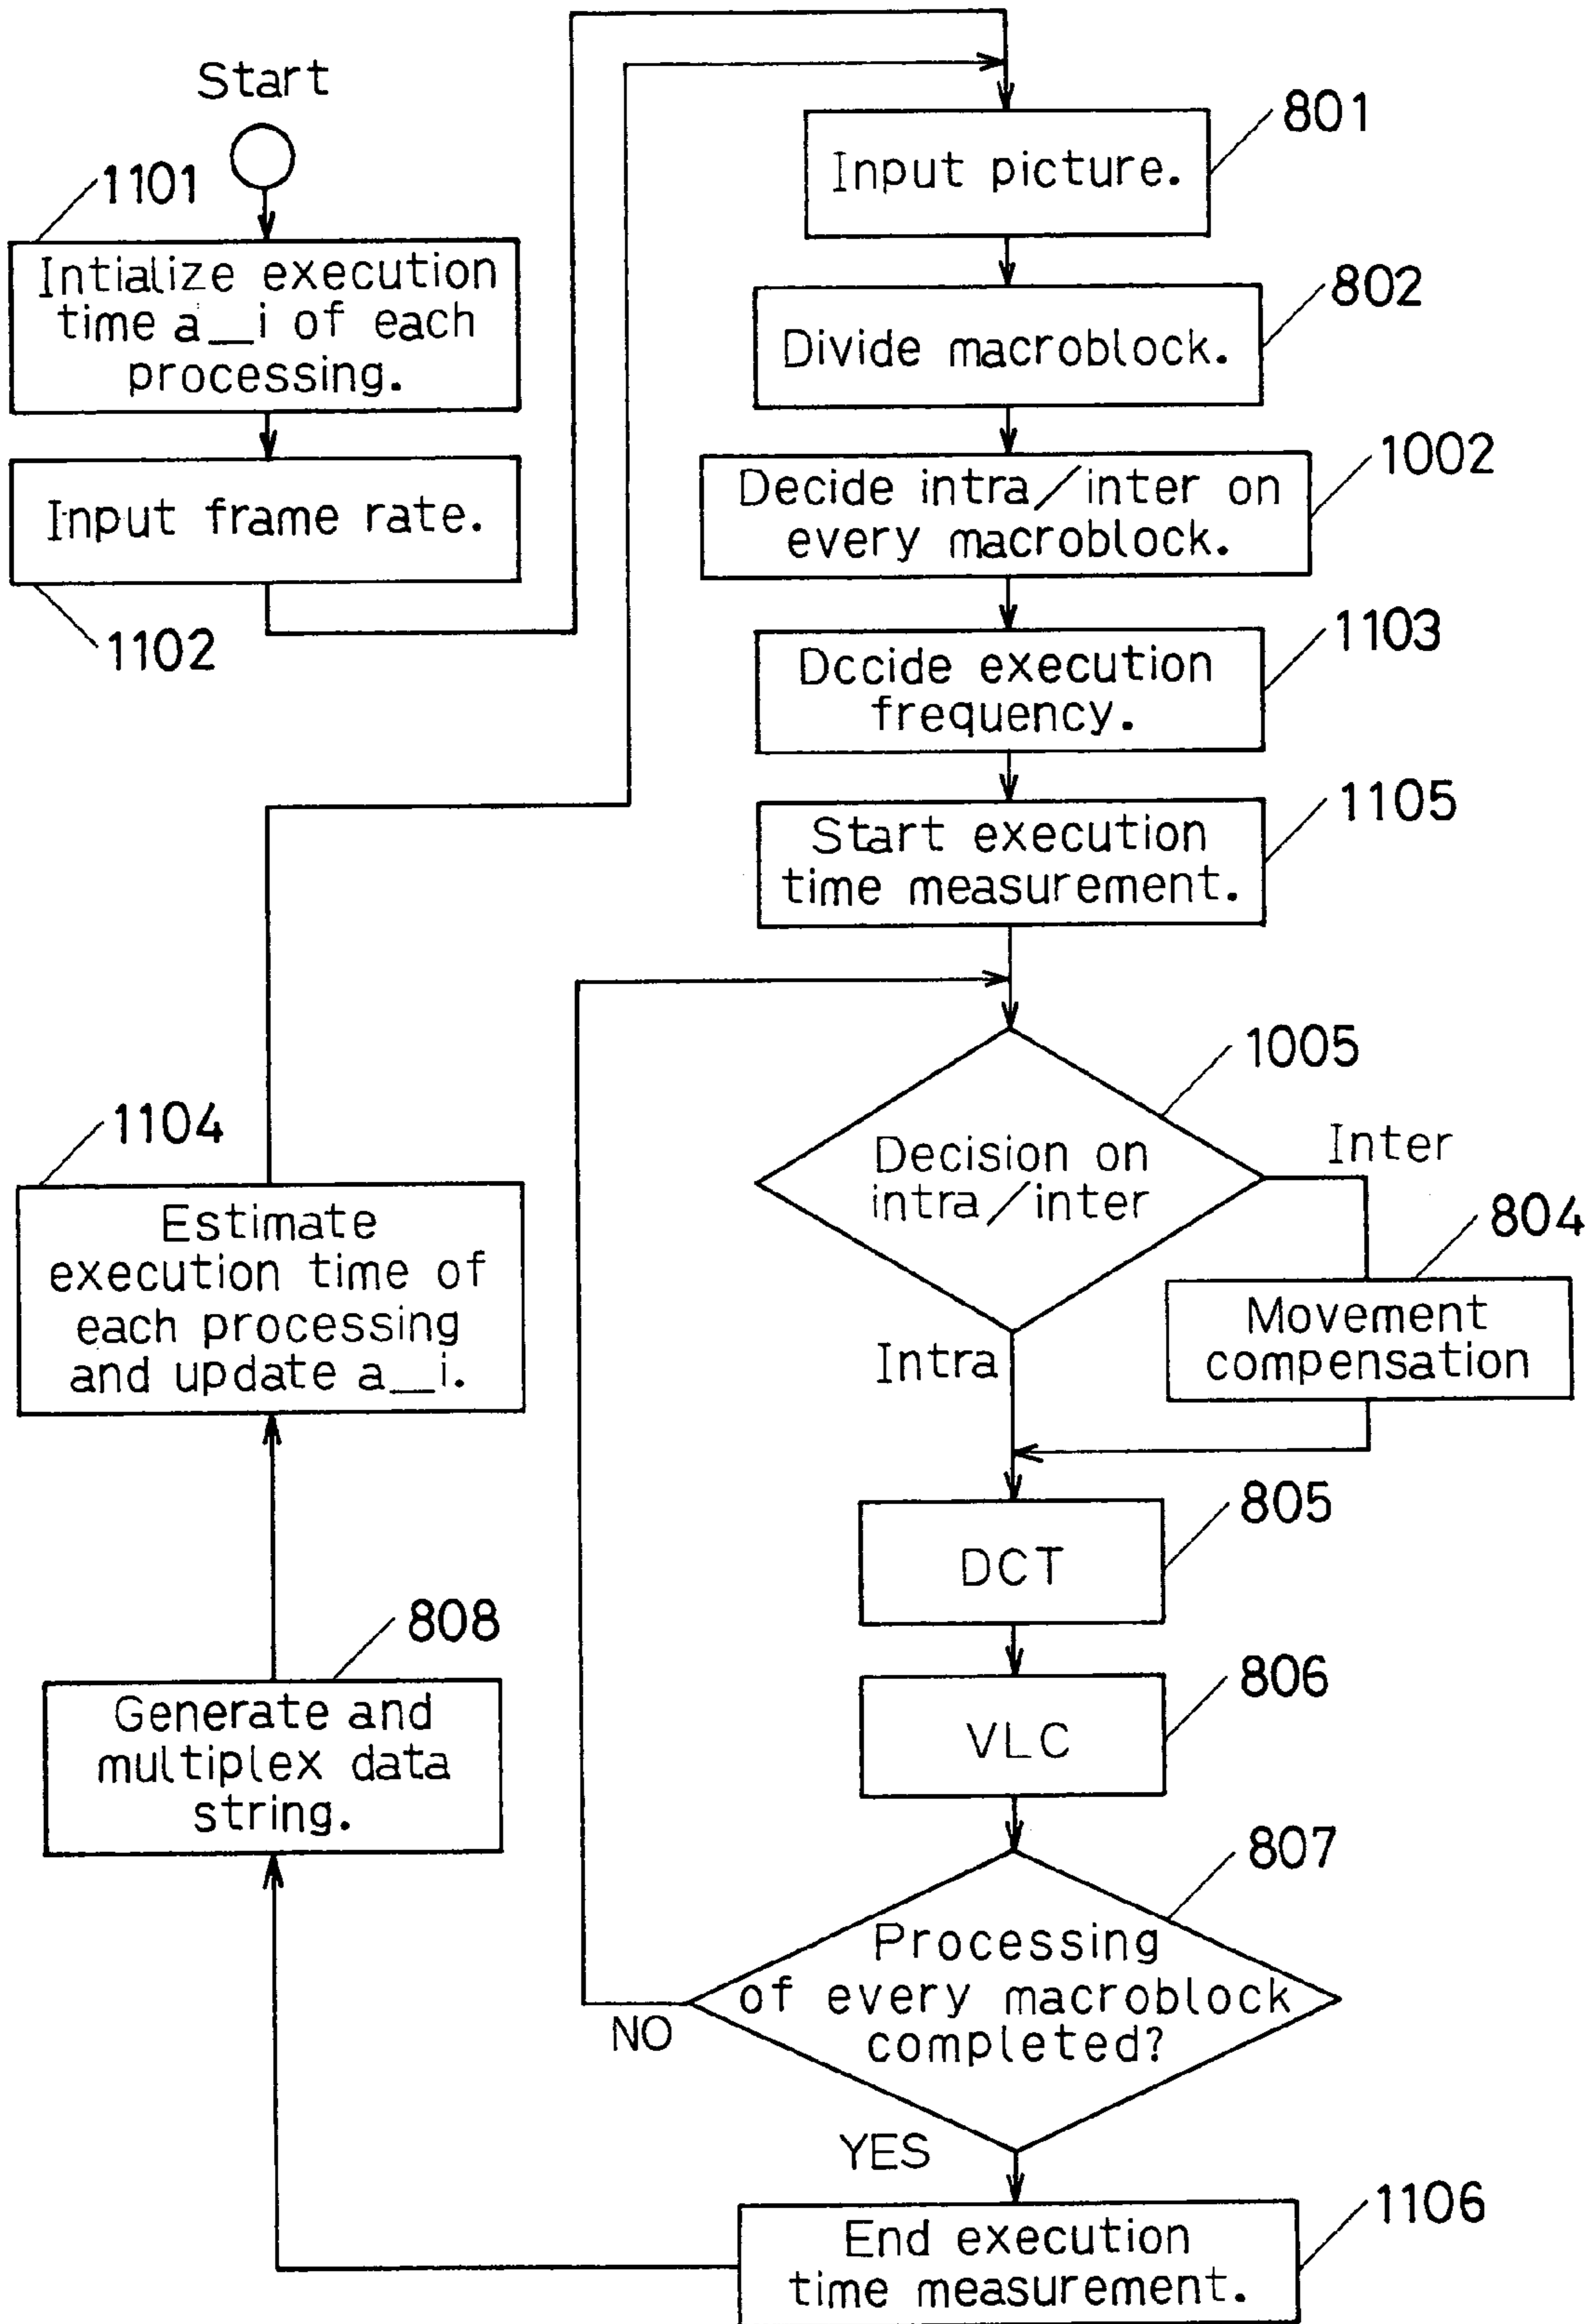 Start
1101
Intialize execution
time a_i of each
processing.
Input frame rate.
1102
801
Input picture.
802
Divide macroblock.
1002
Decide intra/inter on
every macroblock.
1103
Dccide execution
frequency.
1105
Start execution
time measurement.
1005
Decision on
intra/inter
Inter
804
Movement
compensation
Intra
805
DCT
806
VLC
807
Processing
of every macroblock
completed?
NO
YES
1106
End execution
time measurement.
808
Generate and
multiplex data
string.
1104
Estimate
execution time of
each processing
and update a_i.